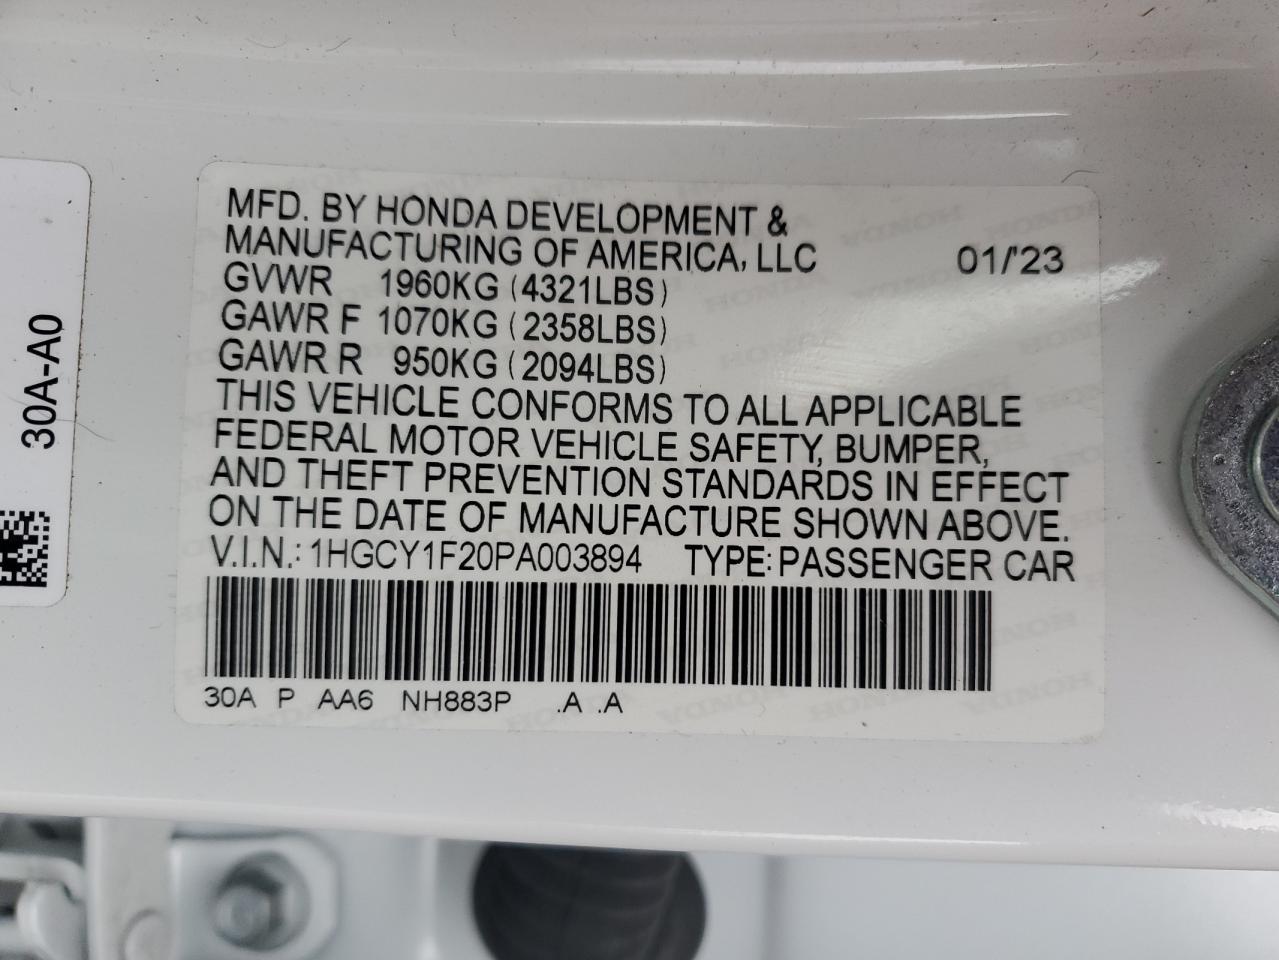 MFD. BY HONDA DEVELOPMENT &
MANUFACTURING OF AMERICA, LLC 01/'23
GVWR 1960KG (4321LBS)
GAWR F 1070KG (2358LBS)
GAWR R 950KG (2094LBS)
THIS VEHICLE CONFORMS TO ALL APPLICABLE
FEDERAL MOTOR VEHICLE SAFETY, BUMPER,
AND THEFT PREVENTION STANDARDS IN EFFECT
ON THE DATE OF MANUFACTURE SHOWN ABOVE.
V.I.N.: 1HGCY1F20PA003894 TYPE: PASSENGER CAR
30A P AA6 NH883P .A .A
30A-A0